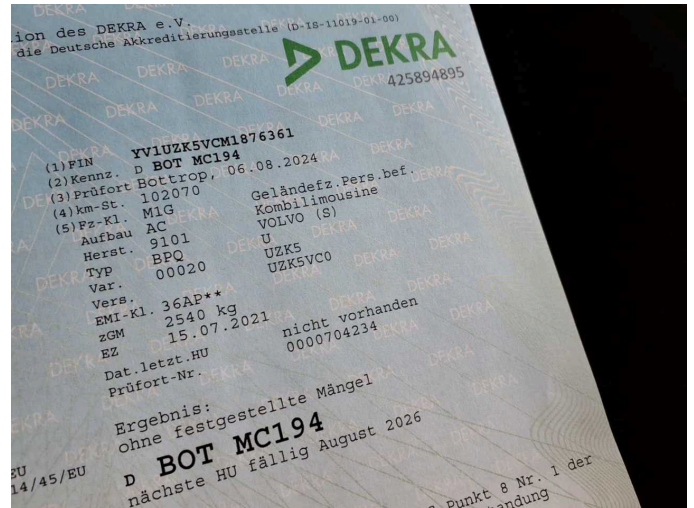 ion des DEKRA e.V.
die Deutsche Akkreditierungsstelle (D-IS-11019-01-00)
DEKRA
425894895
(1)FIN YV1UZK5VCM1876361
(2)Kennz. D BOT MC194
(3)Prüfort Bottrop, 06.08.2024
(4)km-St. 102070
(5)Fz-Kl. M1G Geländefz.Pers.bef.
Aufbau AC Kombilimousine
Herst. 9101 VOLVO (S)
Typ BPQ U
Var. 00020 UZK5
Vers. UZK5VC0
EMI-Kl. 36AP**
zGM 2540 kg
EZ 15.07.2021
Dat.letzt.HU nicht vorhanden
Prüfort-Nr. 0000704234
Ergebnis:
ohne festgestellte Mängel
D BOT MC194
nächste HU fällig August 2026
EU
14/45/EU
Punkt 8 Nr. 1 der